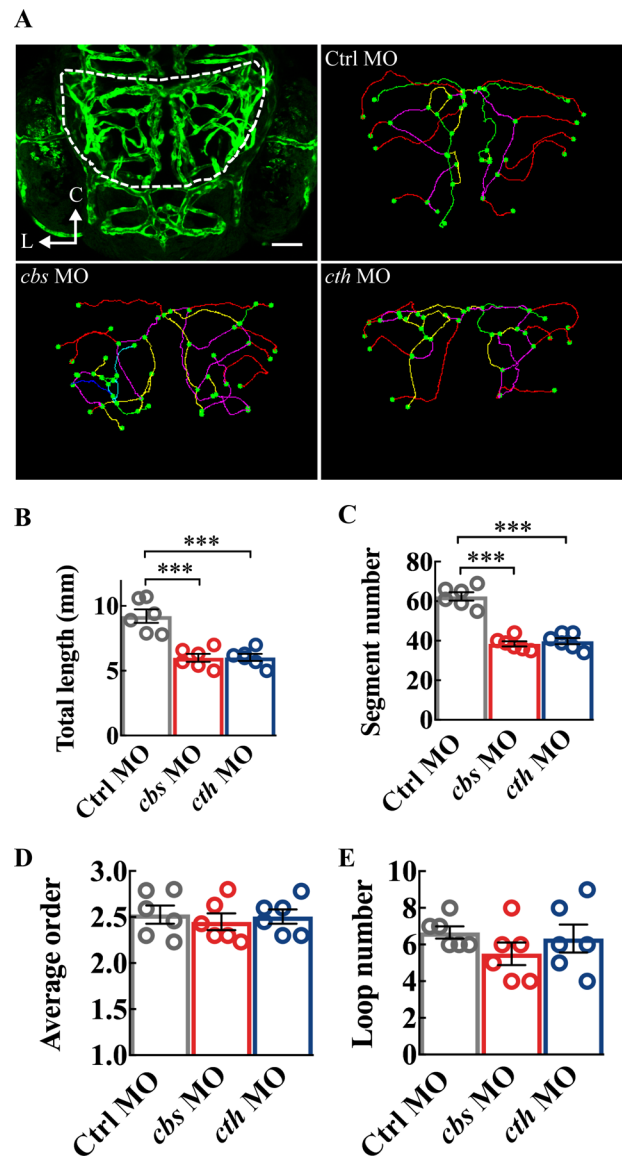 A
Ctrl MO
C
L
cbs MO
cth MO
B
***
***
Total length (mm)
10
5
0
Ctrl MO
cbs MO
cth MO
C
***
***
Segment number
80
60
40
20
0
Ctrl MO
cbs MO
cth MO
D
Average order
3.0
2.5
2.0
1.5
1.0
Ctrl MO
cbs MO
cth MO
E
Loop number
10
8
6
4
2
0
Ctrl MO
cbs MO
cth MO